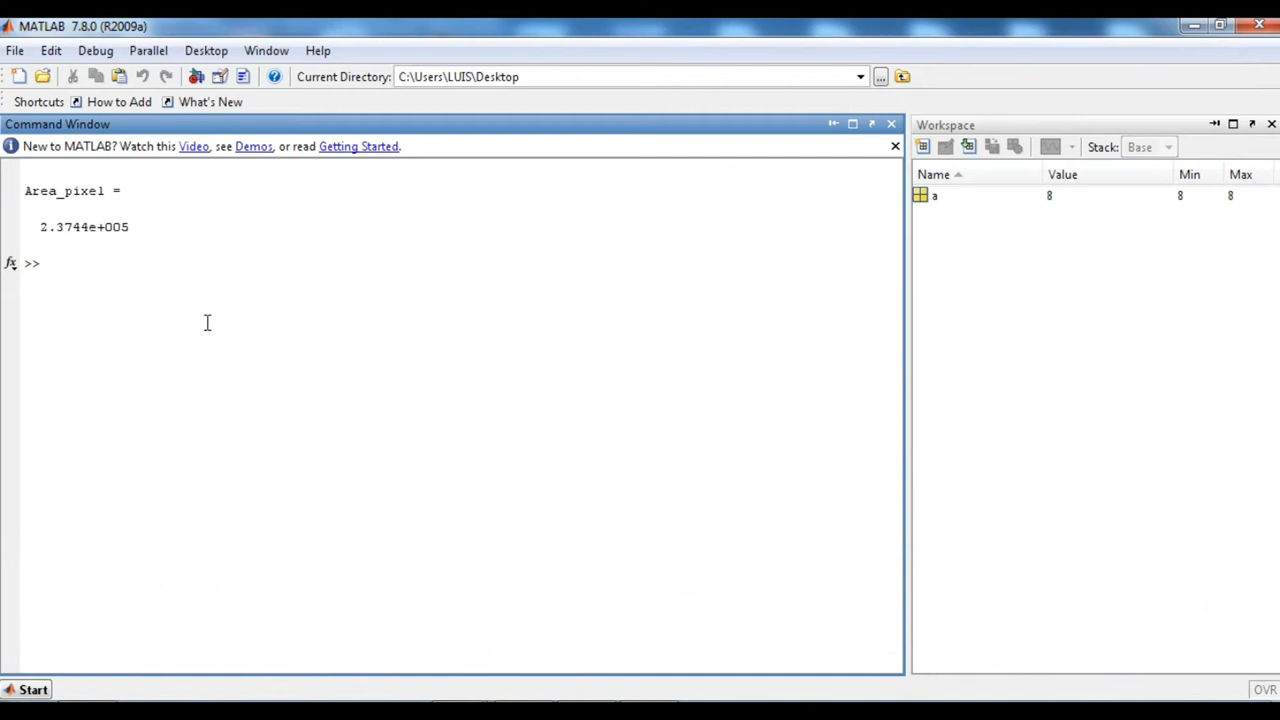 MATLAB 7.8.0 (R2009a)
File Edit Debug Parallel Desktop Window Help
Current Directory: C:\Users\LUIS\Desktop ...
Shortcuts How to Add What's New
Command Window
New to MATLAB? Watch this Video, see Demos, or read Getting Started.
Area_pixel =
2.3744e+005
fx >>
Workspace
Stack: Base
Name Value Min Max
a 8 8 8
Start
OVR